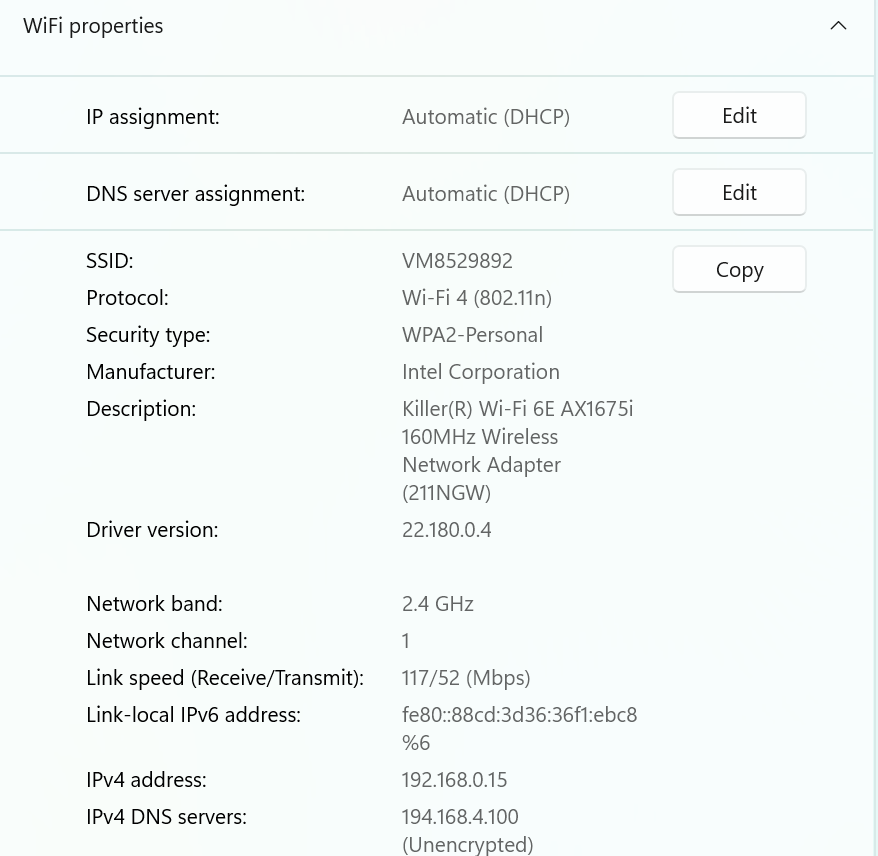 WiFi properties
IP assignment: Automatic (DHCP) Edit
DNS server assignment: Automatic (DHCP) Edit
SSID: VM8529892 Copy
Protocol: Wi-Fi 4 (802.11n)
Security type: WPA2-Personal
Manufacturer: Intel Corporation
Description: Killer(R) Wi-Fi 6E AX1675i
160MHz Wireless
Network Adapter
(211NGW)
Driver version: 22.180.0.4
Network band: 2.4 GHz
Network channel: 1
Link speed (Receive/Transmit): 117/52 (Mbps)
Link-local IPv6 address: fe80::88cd:3d36:36f1:ebc8
%6
IPv4 address: 192.168.0.15
IPv4 DNS servers: 194.168.4.100
(Unencrypted)